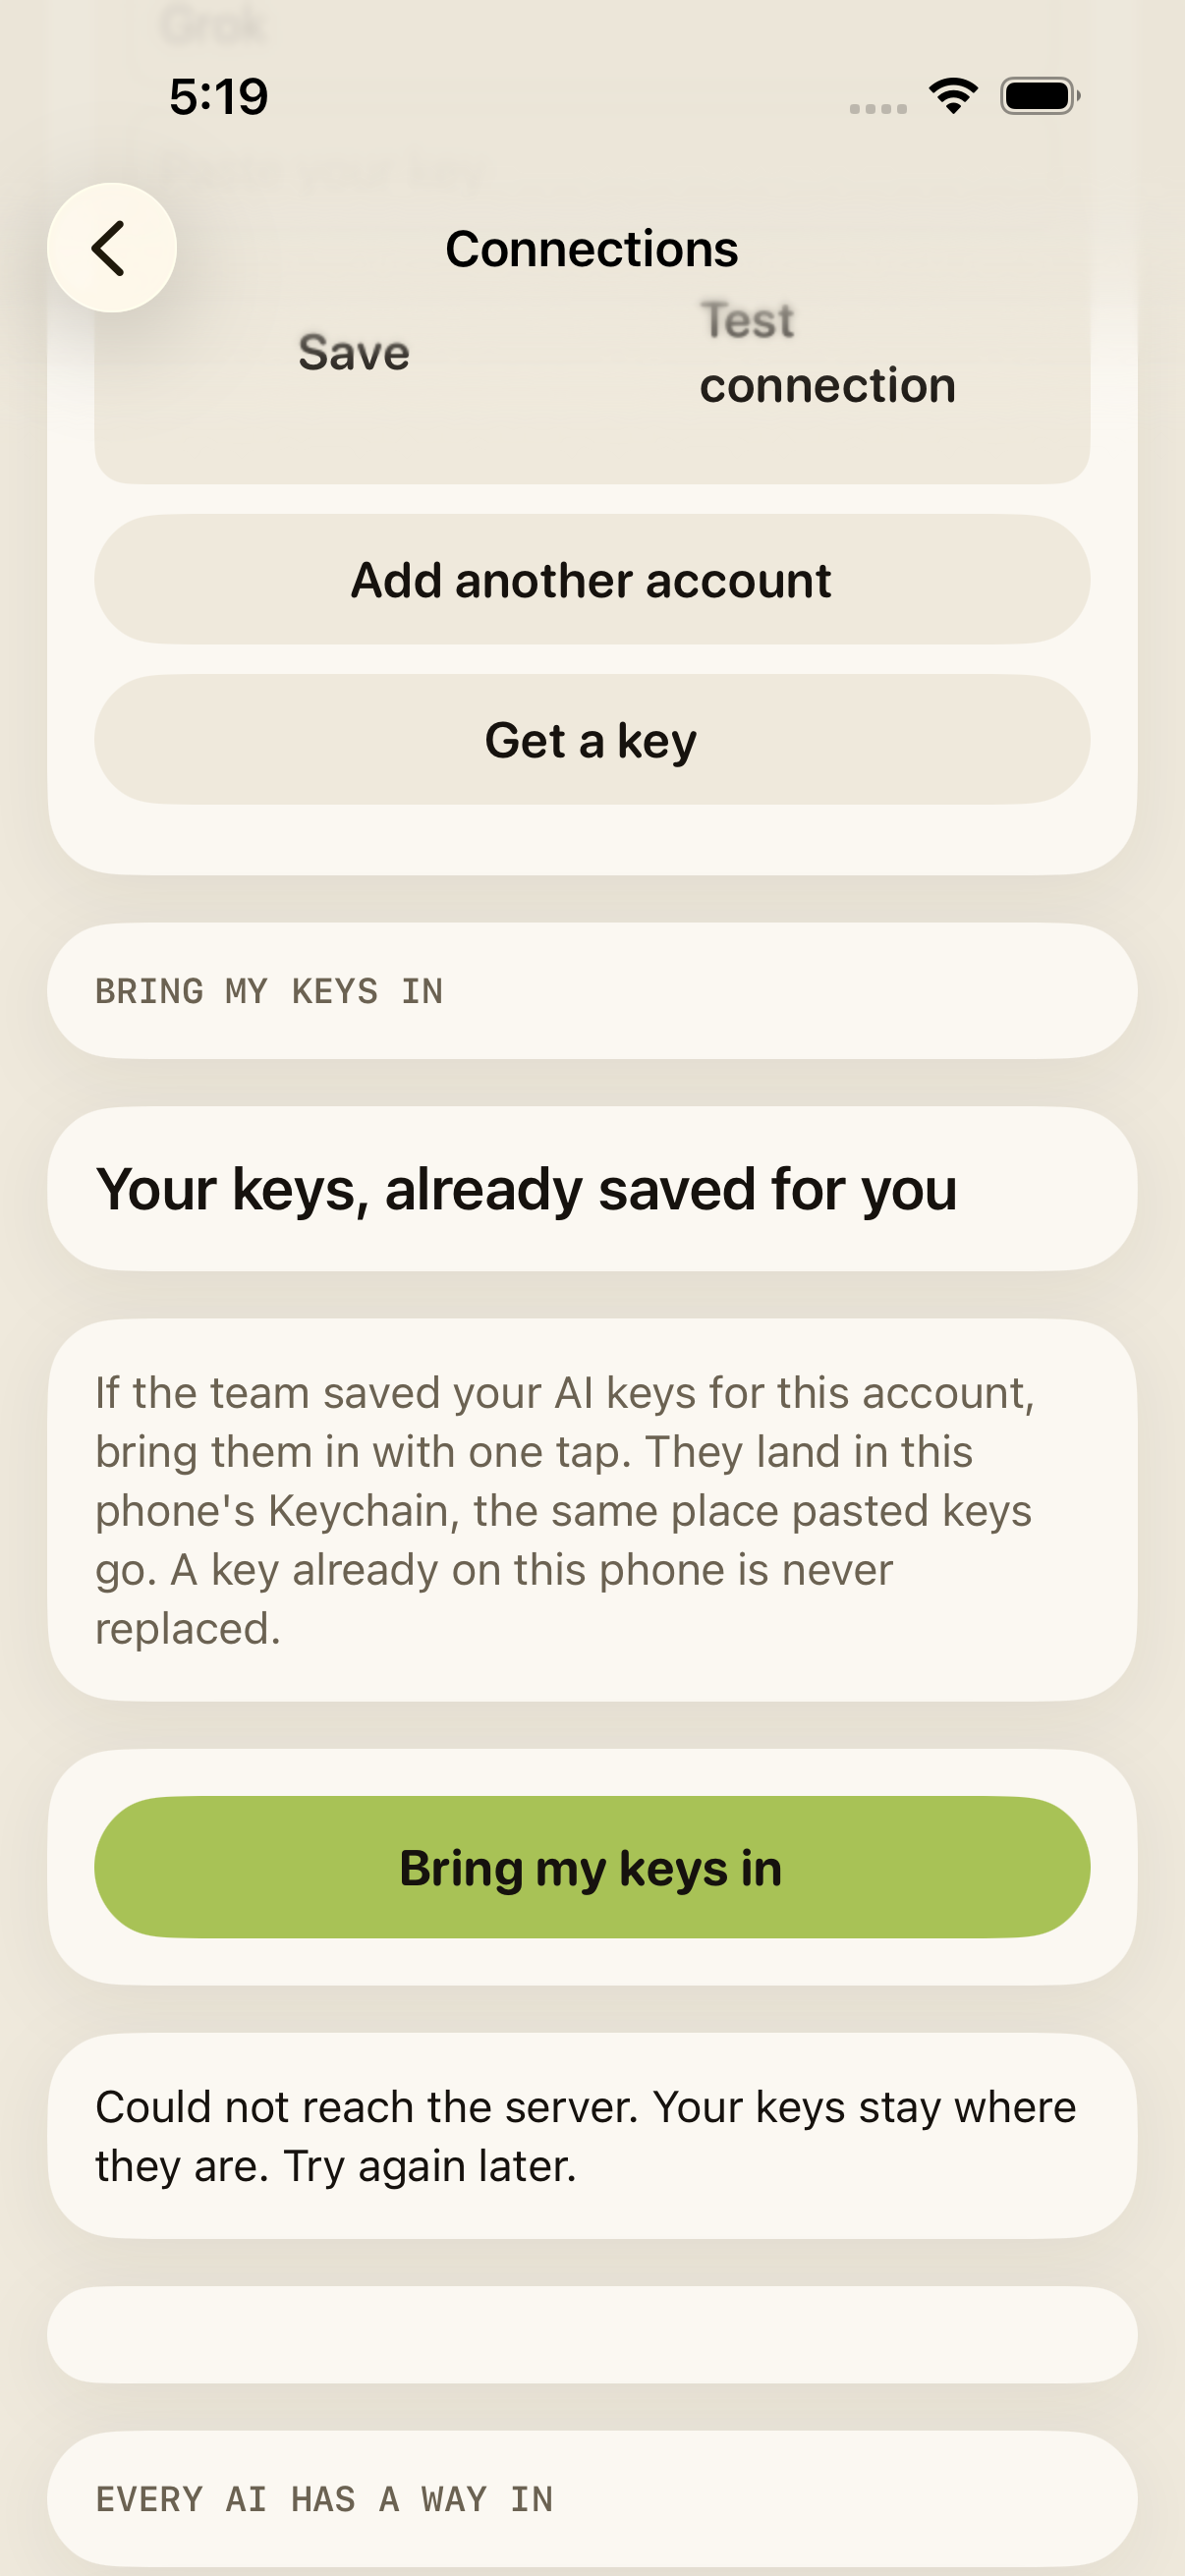 Grok
5:19
Paste your key
Connections
Save
Test
connection
Add another account
Get a key
BRING MY KEYS IN
Your keys, already saved for you
If the team saved your AI keys for this account,
bring them in with one tap. They land in this
phone's Keychain, the same place pasted keys
go. A key already on this phone is never
replaced.
Bring my keys in
Could not reach the server. Your keys stay where
they are. Try again later.
EVERY AI HAS A WAY IN